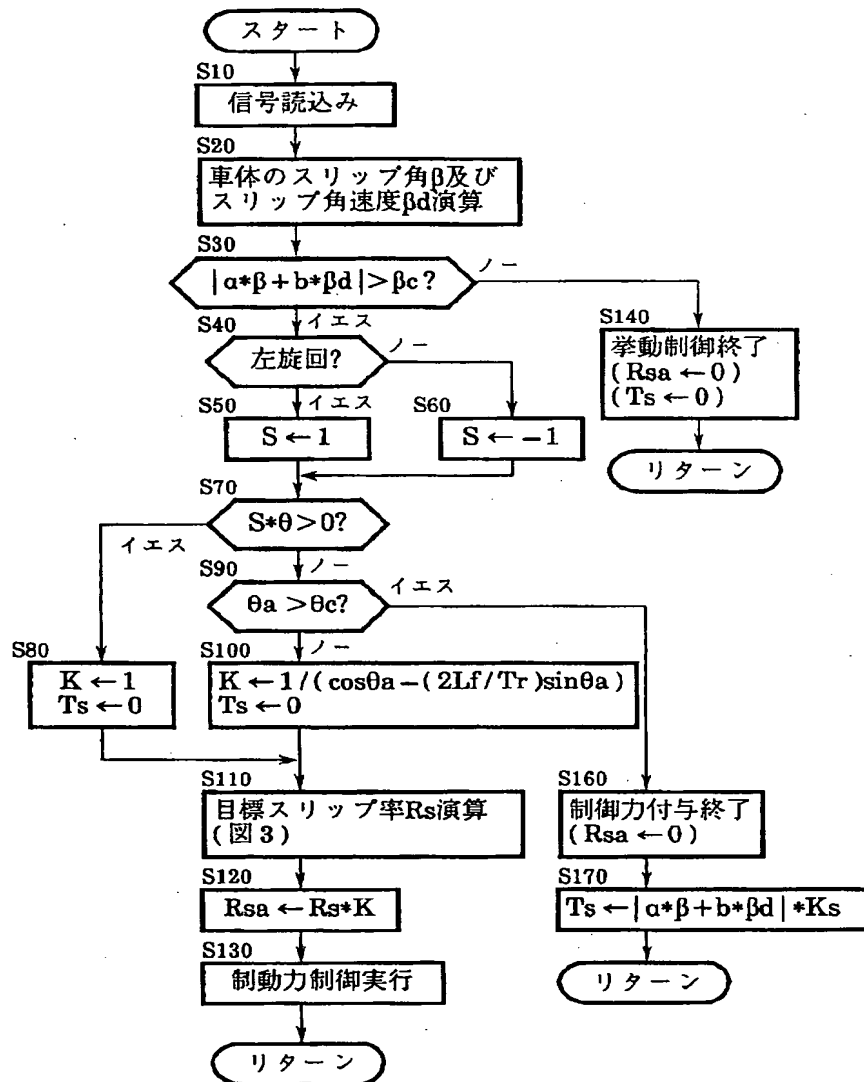 スタート
S10
信号読込み
S20
車体のスリップ角β及び
スリップ角速度βd演算
S30
|α*β+b*βd|>βc?
ノー
イエス
S40
左旋回?
ノー
イエス
S140
挙動制御終了
(Rsa←0)
(Ts←0)
リターン
S50
S←1
S60
S←-1
S70
S*θ>0?
イエス
ノー
S90
θa>θc?
イエス
ノー
S80
K←1
Ts←0
S100
K←1/(cosθa-(2Lf/Tr)sinθa)
Ts←0
S110
目標スリップ率Rs演算
(図3)
S120
Rsa←Rs*K
S130
制動力制御実行
リターン
S160
制御力付与終了
(Rsa←0)
S170
Ts←|α*β+b*βd|*Ks
リターン